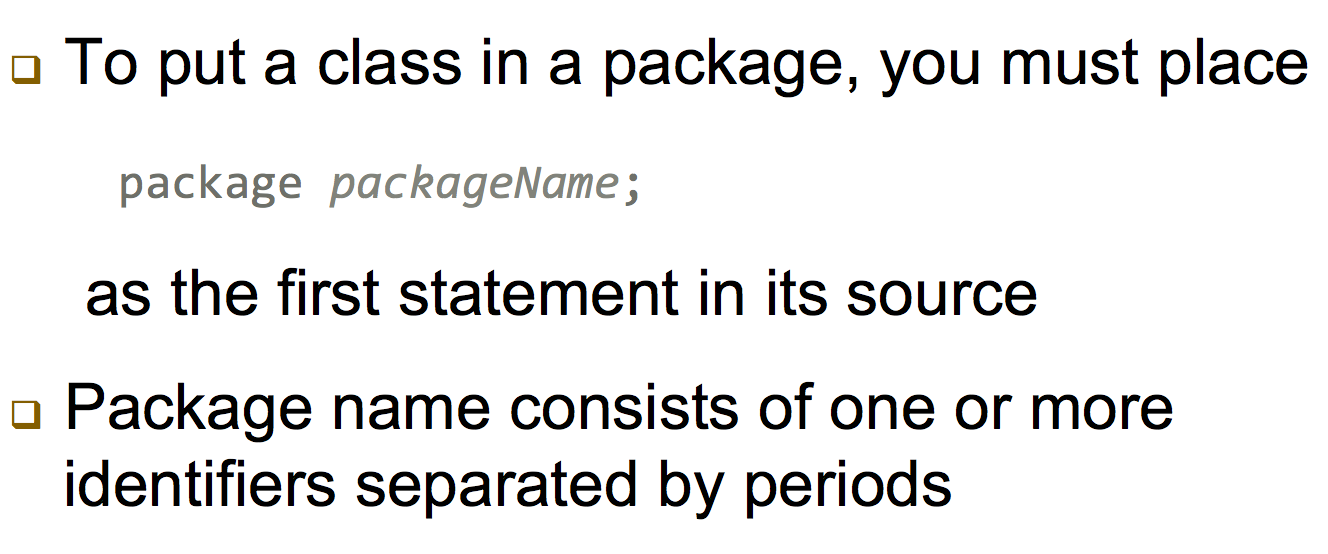 To put a class in a package, you must place
package packageName;
as the first statement in its source
Package name consists of one or more
identifiers separated by periods